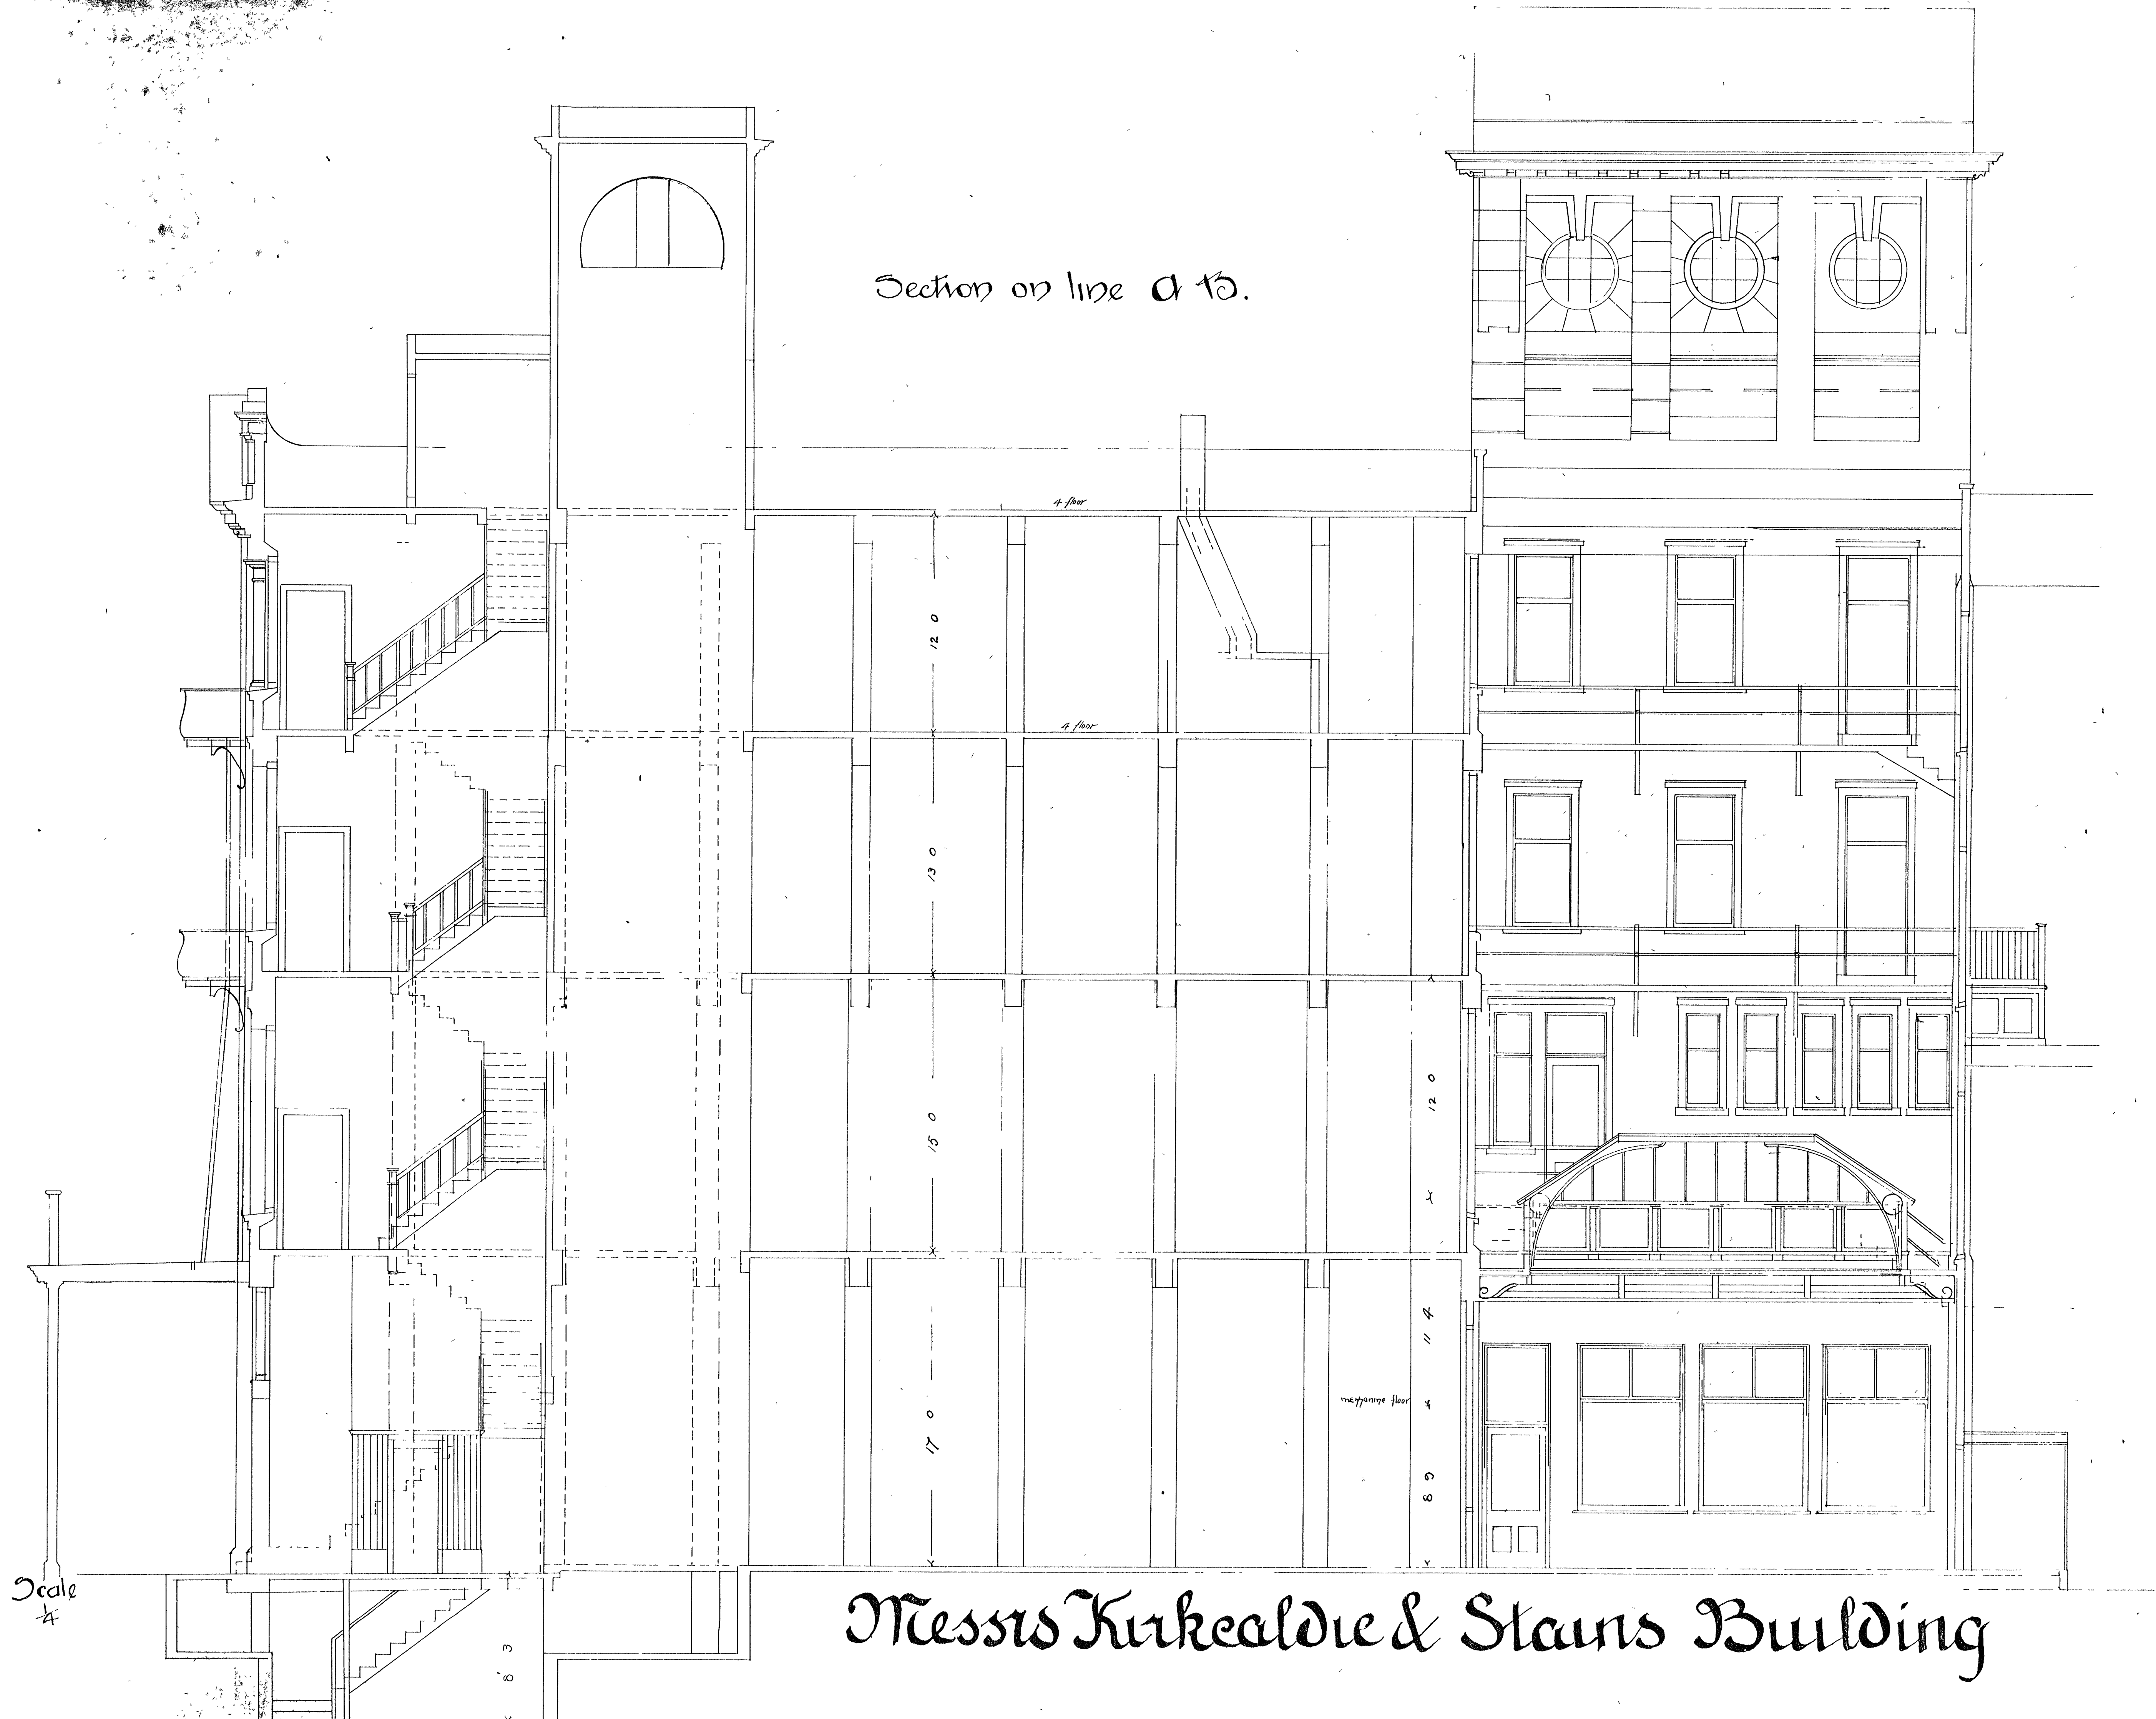 Section on line A B.
4 floor
12 0
4 floor
13 0
15 0
12 0
11 4
mezzanine floor
17 0
8 9
Scale
1/4
Messrs Kirkcaldie & Stains Building
8' 3